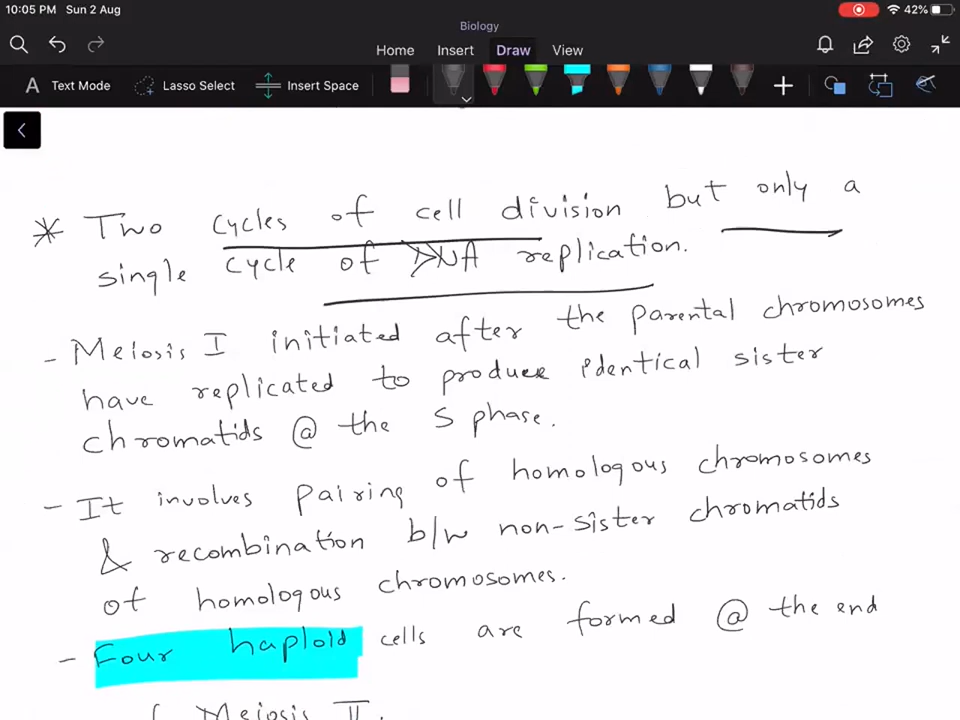 10:05 PM Sun 2 Aug 42%
Biology
Home Insert Draw View
A Text Mode Lasso Select Insert Space
* Two cycles of cell division but only a
single cycle of DNA replication.
- Meiosis I initiated after the parental chromosomes
have replicated to produce identical sister
chromatids @ the S phase.
- It involves pairing of homologous chromosomes
& recombination b/w non-sister chromatids
of homologous chromosomes.
- Four haploid cells are formed @ the end
Meiosis II.